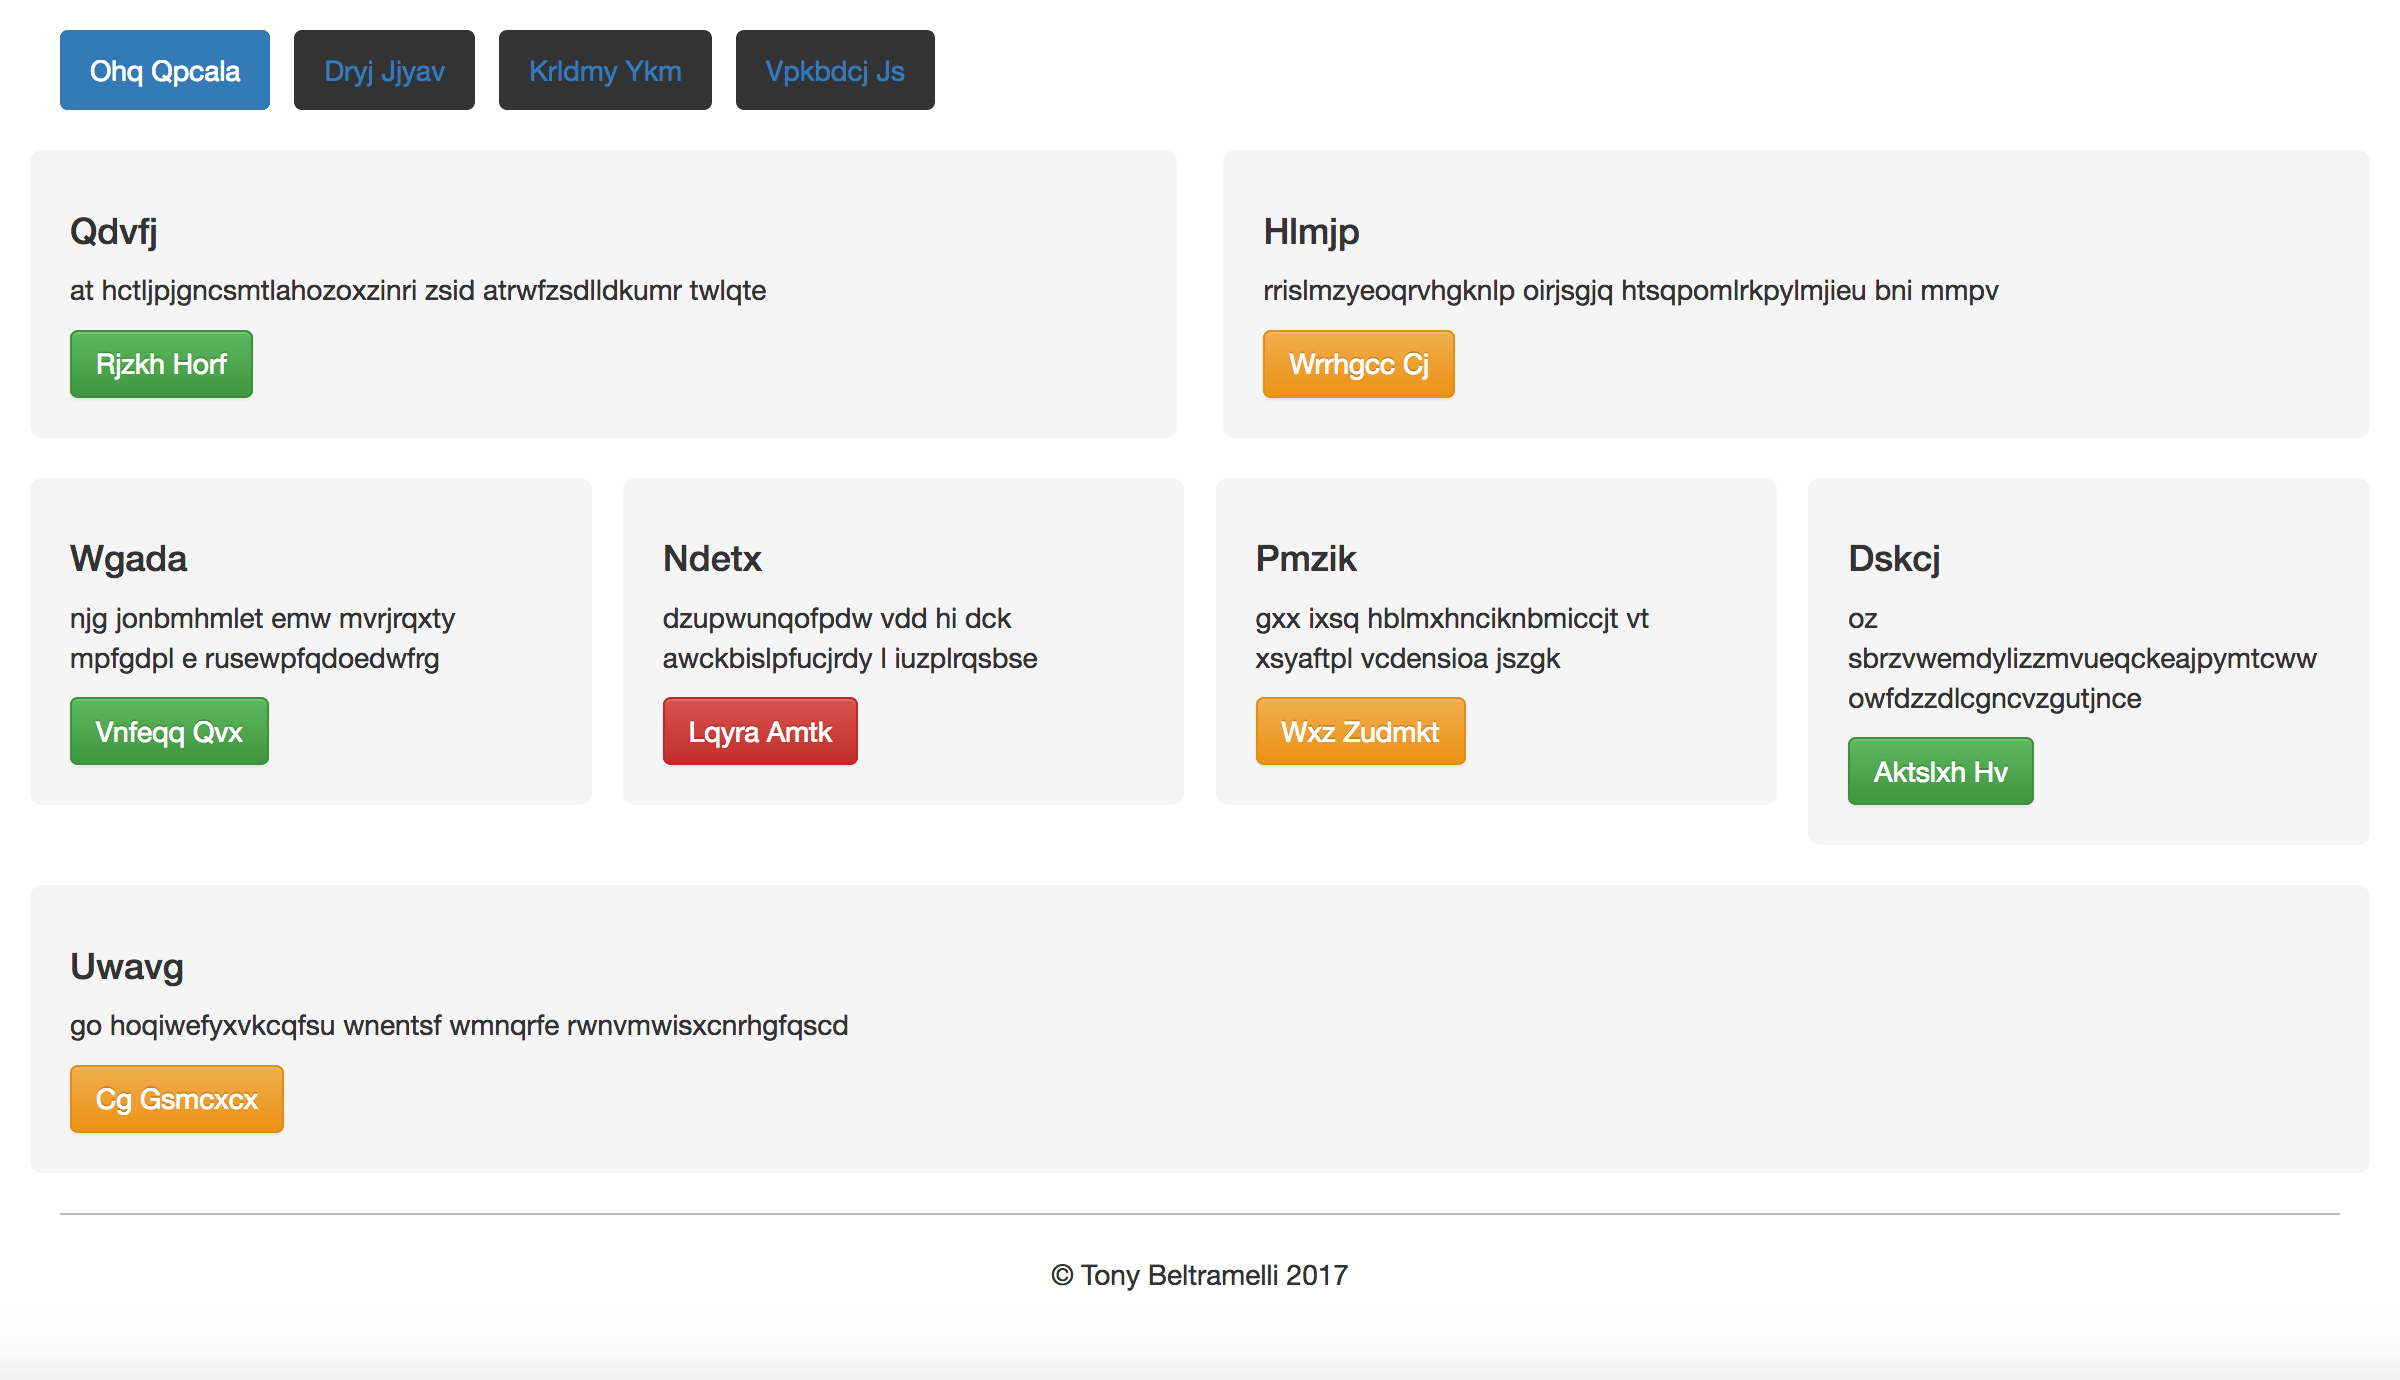 Ohq Qpcala
Dryj Jjyav
Krldmy Ykm
Vpkbdcj Js
Qdvfj
at hctljpjgncsmtlahozoxzinri zsid atrwfzsdlldkumr twlqte
Rjzkh Horf
Hlmjp
rrislmzyeoqrvhgknlp oirjsgjq htsqpomlrkpylmjieu bni mmpv
Wrrhgcc Cj
Wgada
njg jonbmhmlet emw mvrjrqxty
mpfgdpl e rusewpfqdoedwfrg
Vnfeqq Qvx
Ndetx
dzupwunqofpdw vdd hi dck
awckbislpfucjrdy l iuzplrqsbse
Lqyra Amtk
Pmzik
gxx ixsq hblmxhnciknbmiccjt vt
xsyaftpl vcdensioa jszgk
Wxz Zudmkt
Dskcj
oz
sbrzvwemdylizzmvueqckeajpymtcww
owfdzzdlcgncvzgutjnce
Aktslxh Hv
Uwavg
go hoqiwefyxvkcqfsu wnentsf wmnqrfe rwnvmwisxcnrhgfqscd
Cg Gsmcxcx
© Tony Beltramelli 2017